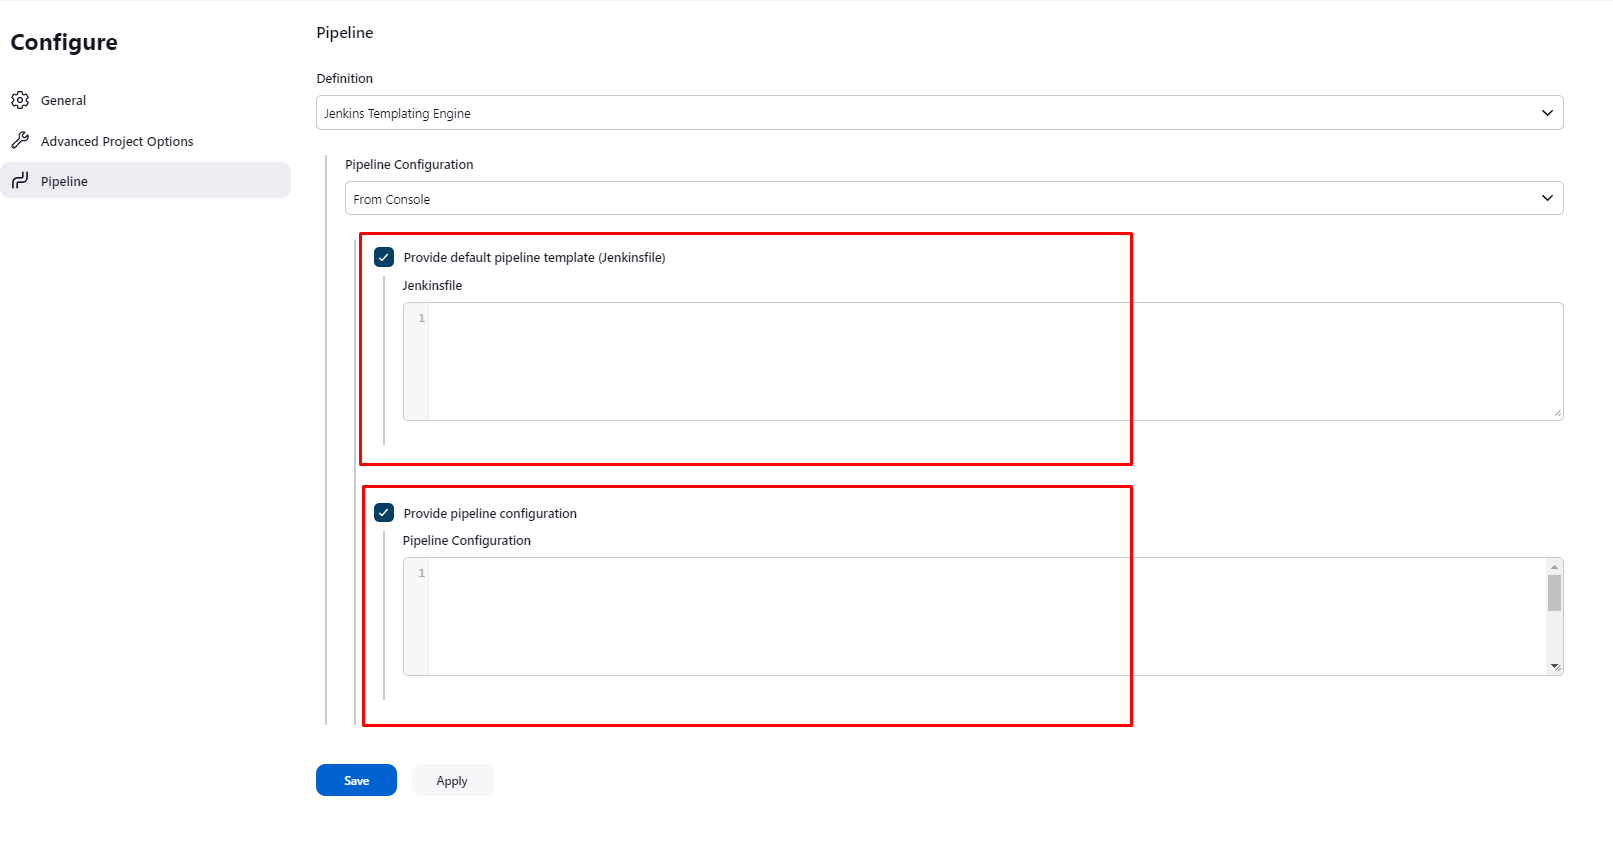 Configure
General
Advanced Project Options
Pipeline
Pipeline
Definition
Jenkins Templating Engine
Pipeline Configuration
From Console
Provide default pipeline template (Jenkinsfile)
Jenkinsfile
1
Provide pipeline configuration
Pipeline Configuration
1
Save
Apply